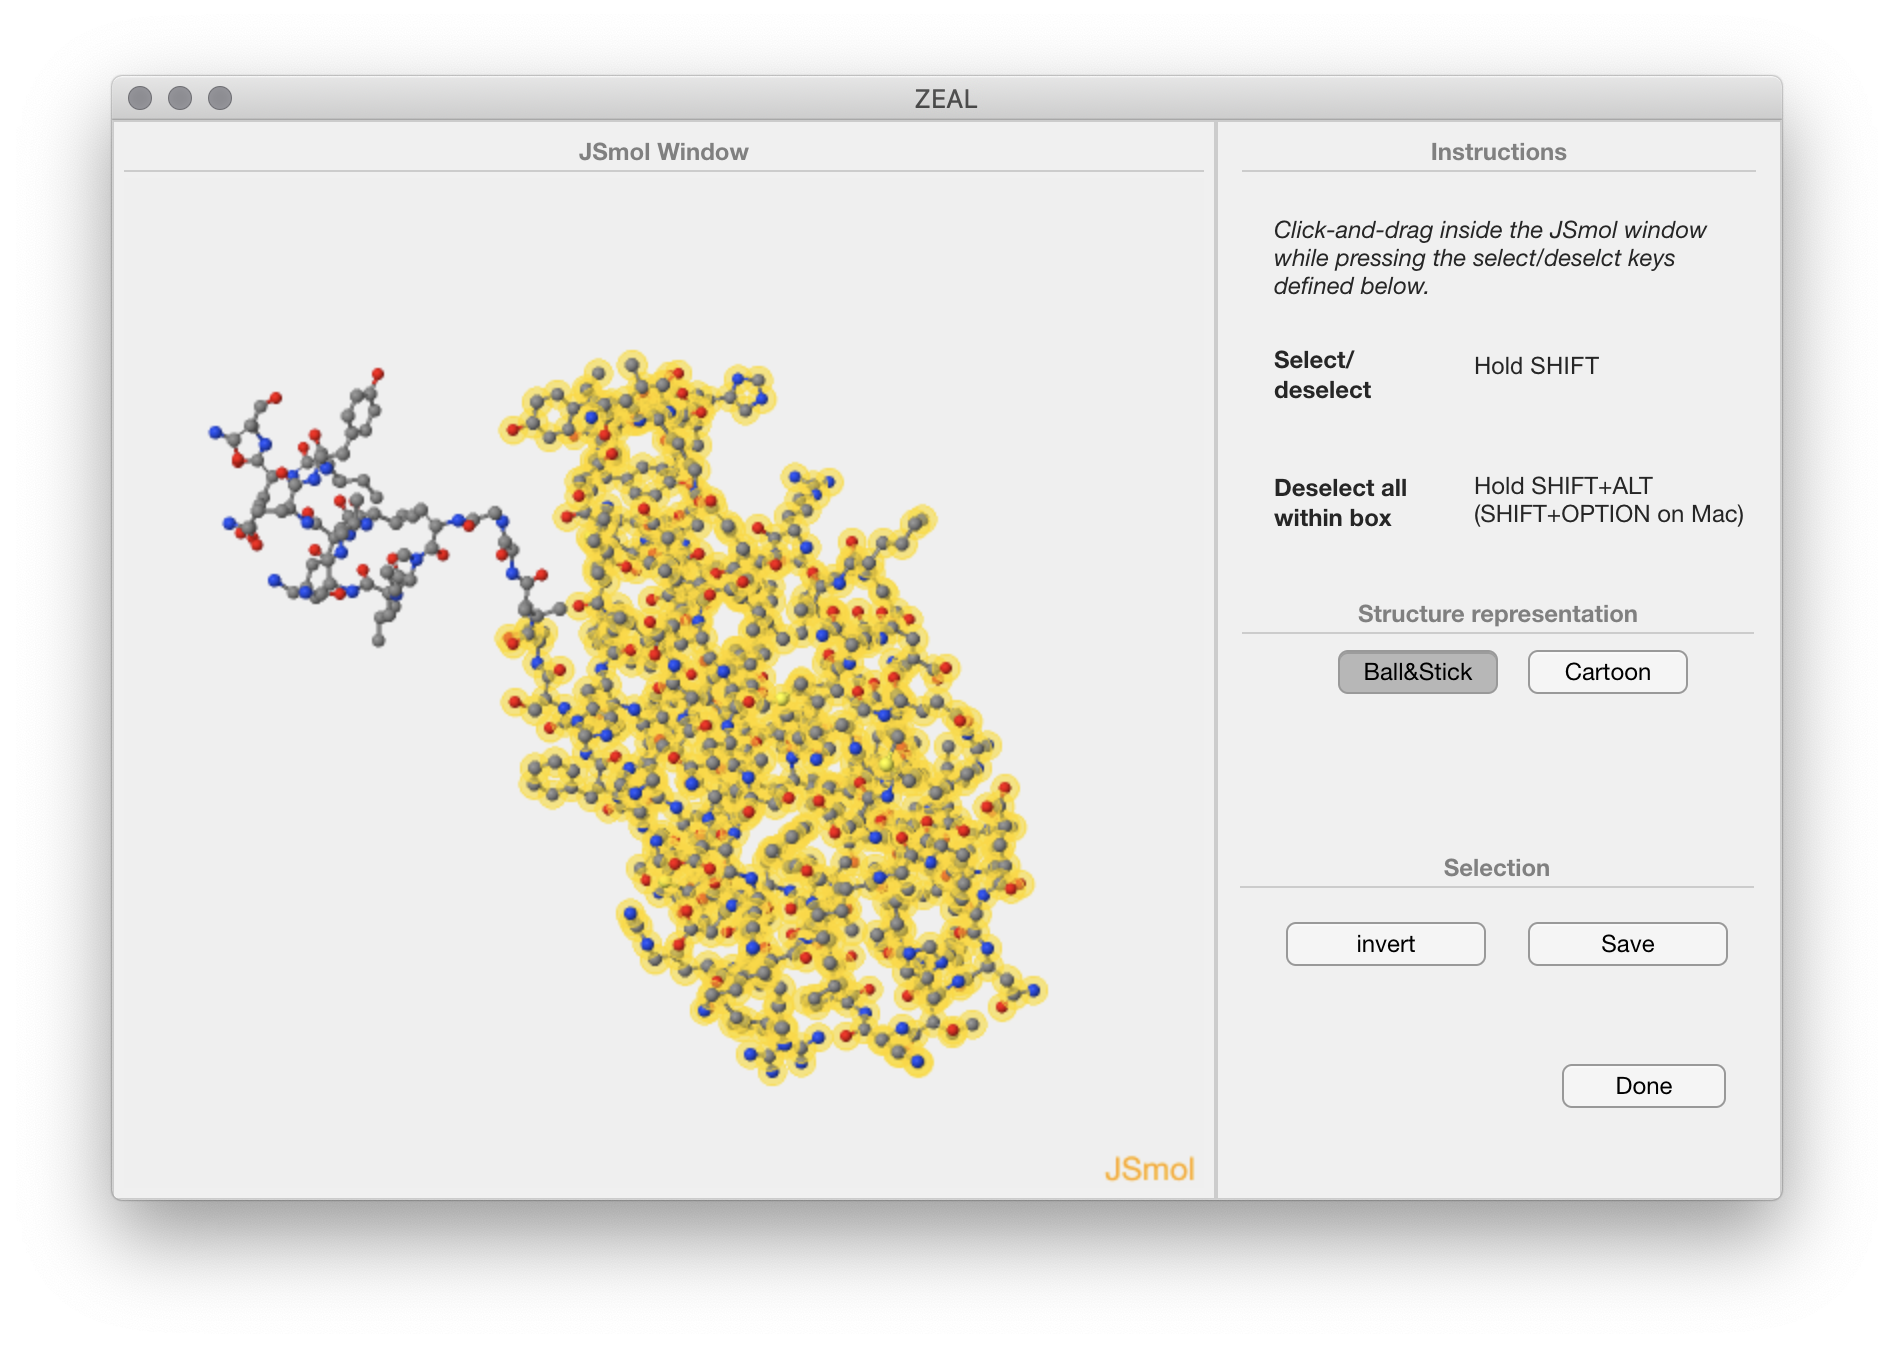 ZEAL
JSmol Window
JSmol
Instructions
Click-and-drag inside the JSmol window
while pressing the select/deselct keys
defined below.
Select/
deselect
Hold SHIFT
Deselect all
within box
Hold SHIFT+ALT
(SHIFT+OPTION on Mac)
Structure representation
Ball&Stick
Cartoon
Selection
invert
Save
Done